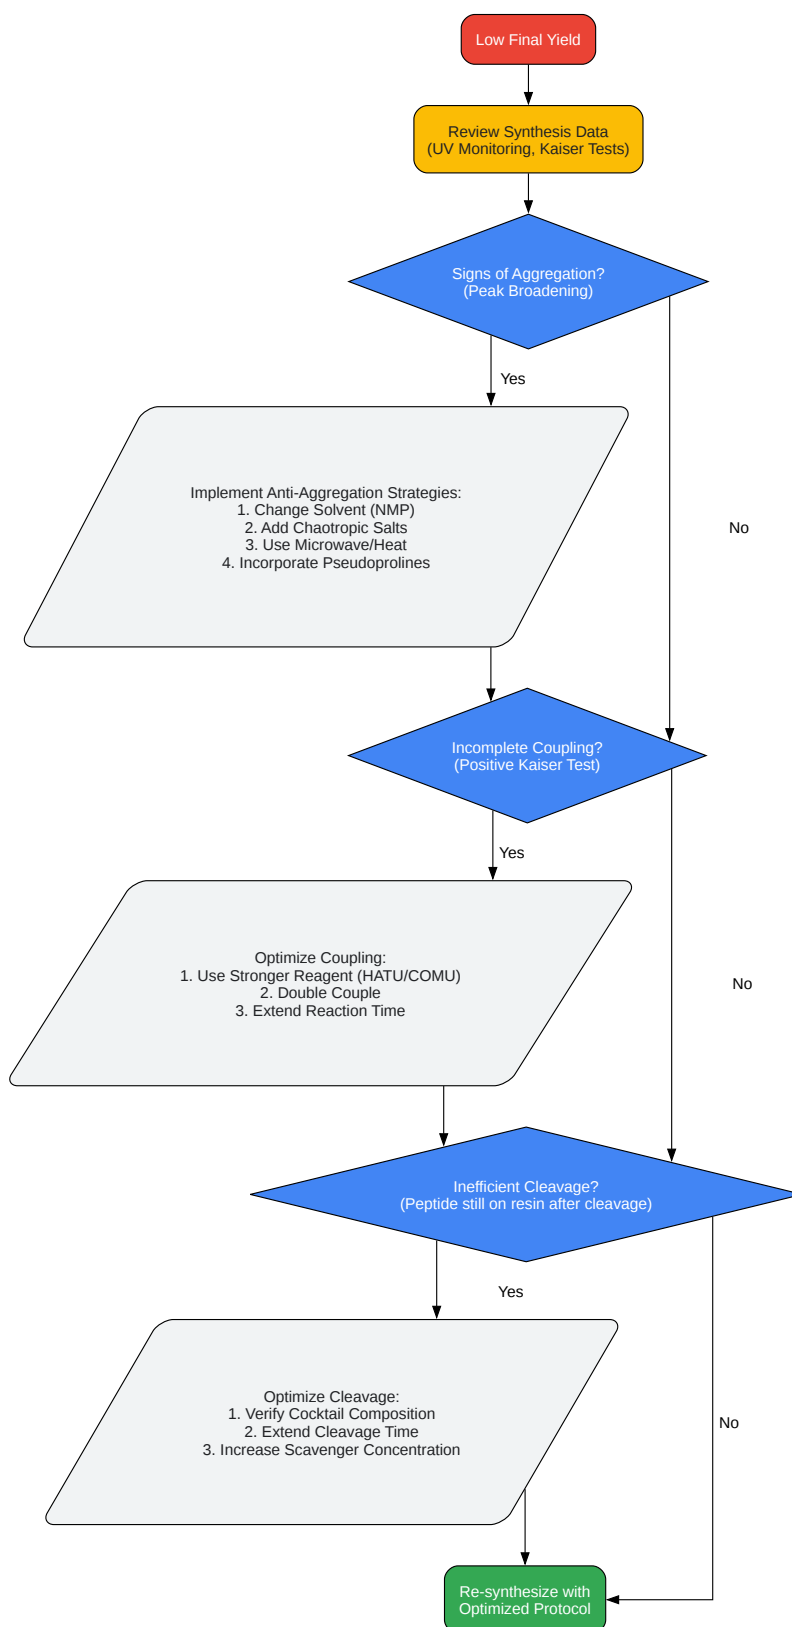 Low Final Yield
Review Synthesis Data
(UV Monitoring, Kaiser Tests)
Signs of Aggregation?
(Peak Broadening)
Yes
Implement Anti-Aggregation Strategies:
1. Change Solvent (NMP)
2. Add Chaotropic Salts
3. Use Microwave/Heat
4. Incorporate Pseudoprolines
No
Incomplete Coupling?
(Positive Kaiser Test)
Yes
Optimize Coupling:
1. Use Stronger Reagent (HATU/COMU)
2. Double Couple
3. Extend Reaction Time
No
Inefficient Cleavage?
(Peptide still on resin after cleavage)
Yes
Optimize Cleavage:
1. Verify Cocktail Composition
2. Extend Cleavage Time
3. Increase Scavenger Concentration
No
Re-synthesize with
Optimized Protocol